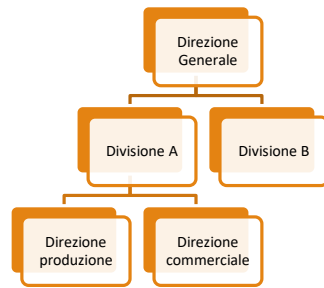 Direzione
Generale
Divisione A
Divisione B
Direzione
produzione
Direzione
commerciale